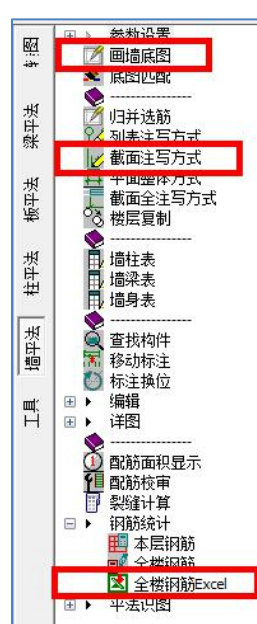 参数设置
画墙底图
底图匹配
归并选筋
列表注写方式
截面注写方式
平面整体方式
截面全注写方式
楼层复制
墙柱表
墙梁表
墙身表
查找构件
移动标注
标注换位
编辑
详图
配筋面积显示
配筋校审
裂缝计算
钢筋统计
本层钢筋
全楼钢筋
全楼钢筋Excel
平法识图
梁平法
板平法
柱平法
墙平法
工具